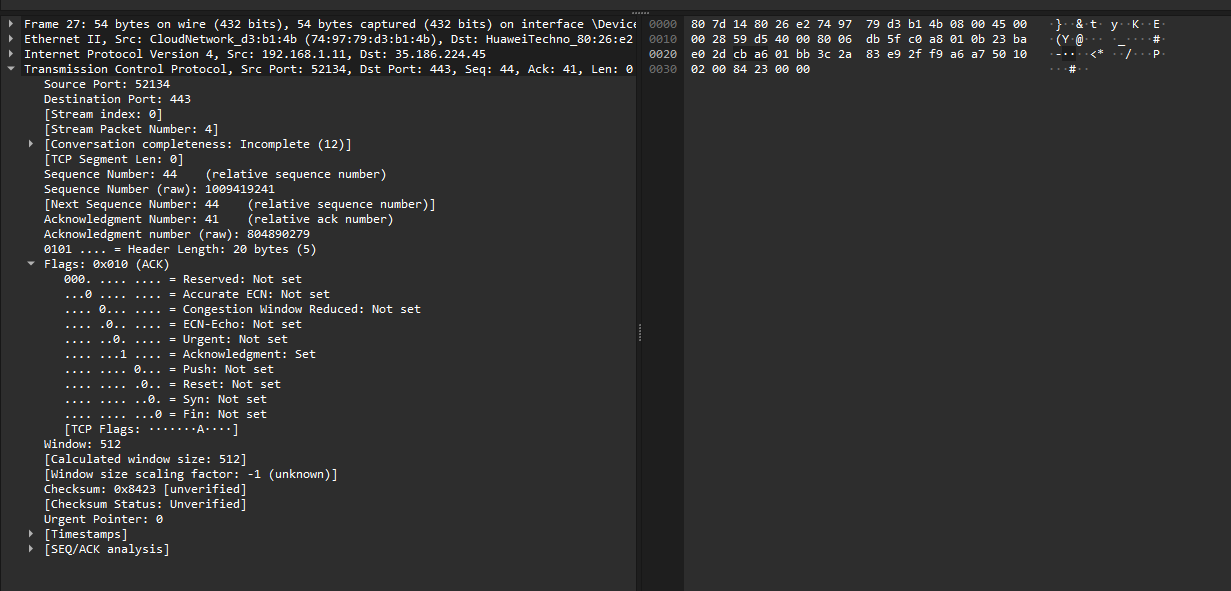 Frame 27: 54 bytes on wire (432 bits), 54 bytes captured (432 bits) on interface \Device
Ethernet II, Src: CloudNetwork_d3:b1:4b (74:97:79:d3:b1:4b), Dst: HuaweiTechno_80:26:e2
Internet Protocol Version 4, Src: 192.168.1.11, Dst: 35.186.224.45
Transmission Control Protocol, Src Port: 52134, Dst Port: 443, Seq: 44, Ack: 41, Len: 0
Source Port: 52134
Destination Port: 443
[Stream index: 0]
[Stream Packet Number: 4]
[Conversation completeness: Incomplete (12)]
[TCP Segment Len: 0]
Sequence Number: 44    (relative sequence number)
Sequence Number (raw): 1009419241
[Next Sequence Number: 44    (relative sequence number)]
Acknowledgment Number: 41    (relative ack number)
Acknowledgment number (raw): 804890279
0101 .... = Header Length: 20 bytes (5)
Flags: 0x010 (ACK)
000. .... .... = Reserved: Not set
...0 .... .... = Accurate ECN: Not set
.... 0... .... = Congestion Window Reduced: Not set
.... .0.. .... = ECN-Echo: Not set
.... ..0. .... = Urgent: Not set
.... ...1 .... = Acknowledgment: Set
.... .... 0... = Push: Not set
.... .... .0.. = Reset: Not set
.... .... ..0. = Syn: Not set
.... .... ...0 = Fin: Not set
[TCP Flags: ·······A····]
Window: 512
[Calculated window size: 512]
[Window size scaling factor: -1 (unknown)]
Checksum: 0x8423 [unverified]
[Checksum Status: Unverified]
Urgent Pointer: 0
[Timestamps]
[SEQ/ACK analysis]
0000  80 7d 14 80 26 e2 74 97  79 d3 b1 4b 08 00 45 00  ·}··&·t· y··K··E·
0010  00 28 59 d5 40 00 80 06  db 5f c0 a8 01 0b 23 ba  ·(Y·@··· ·_····#·
0020  e0 2d cb a6 01 bb 3c 2a  83 e9 2f f9 a6 a7 50 10  ·-····<* ··/···P·
0030  02 00 84 23 00 00  ···#··